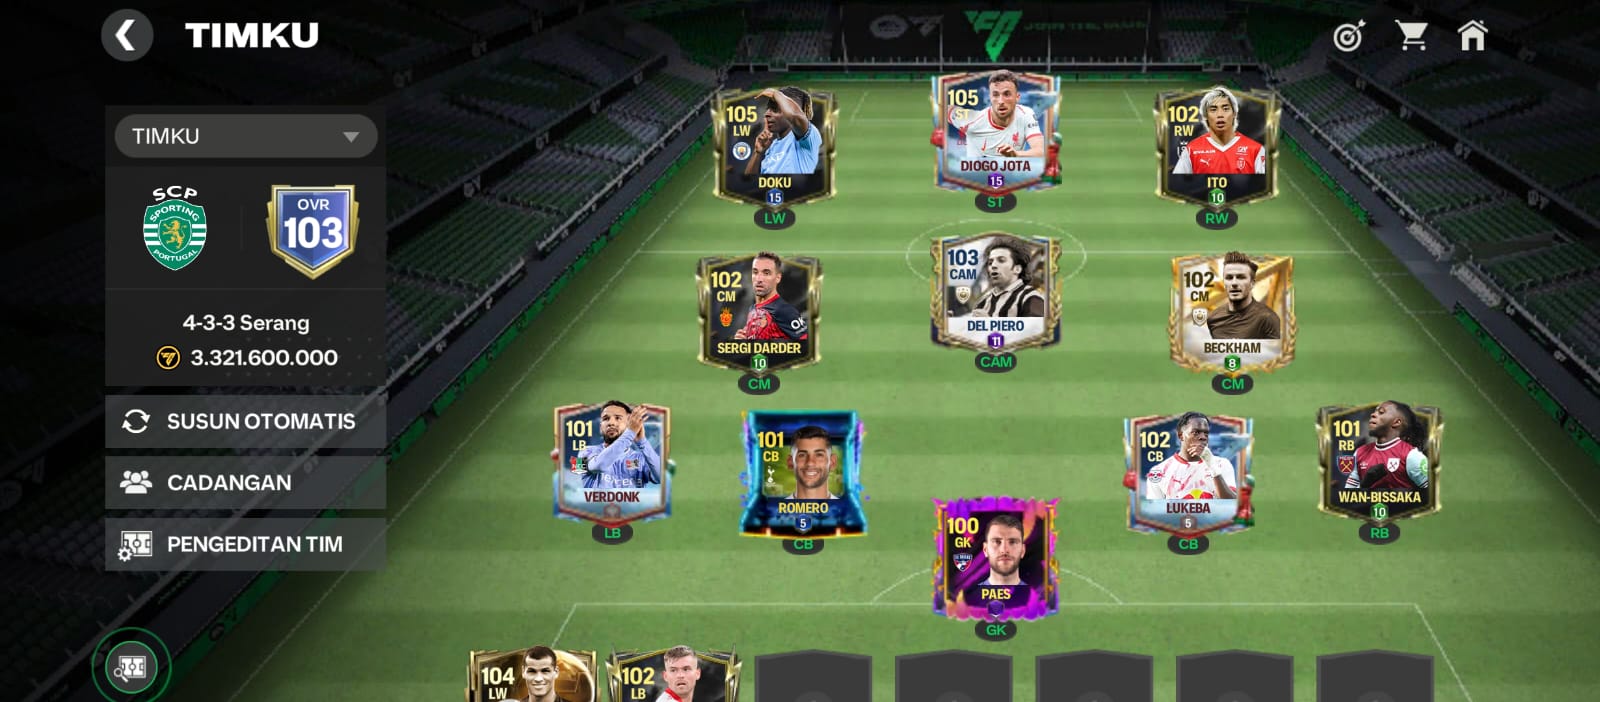 TIMKU
TIMKU
SCP
SPORTING
PORTUGAL
OVR
103
4-3-3 Serang
3.321.600.000
SUSUN OTOMATIS
CADANGAN
PENGEDITAN TIM
105
LW
DOKU
15
LW
105
ST
DIOGO JOTA
15
ST
102
RW
ITO
10
RW
102
CM
SERGI DARDER
10
CM
103
CAM
DEL PIERO
11
CAM
102
CM
BECKHAM
8
CM
101
LB
VERDONK
LB
101
CB
ROMERO
5
CB
102
CB
LUKEBA
5
CB
101
RB
WAN-BISSAKA
10
RB
100
GK
PAES
GK
104
LW
102
LB